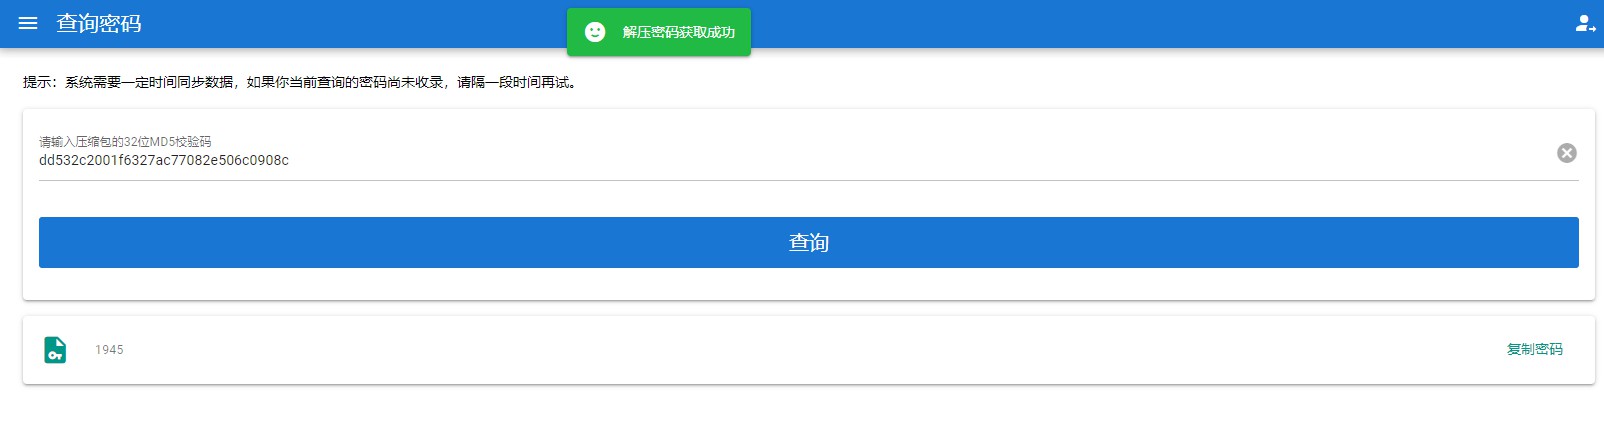 查询密码
解压密码获取成功
提示：系统需要一定时间同步数据，如果你当前查询的密码尚未收录，请隔一段时间再试。
请输入压缩包的32位MD5校验码
dd532c2001f6327ac77082e506c0908c
查询
1945
复制密码